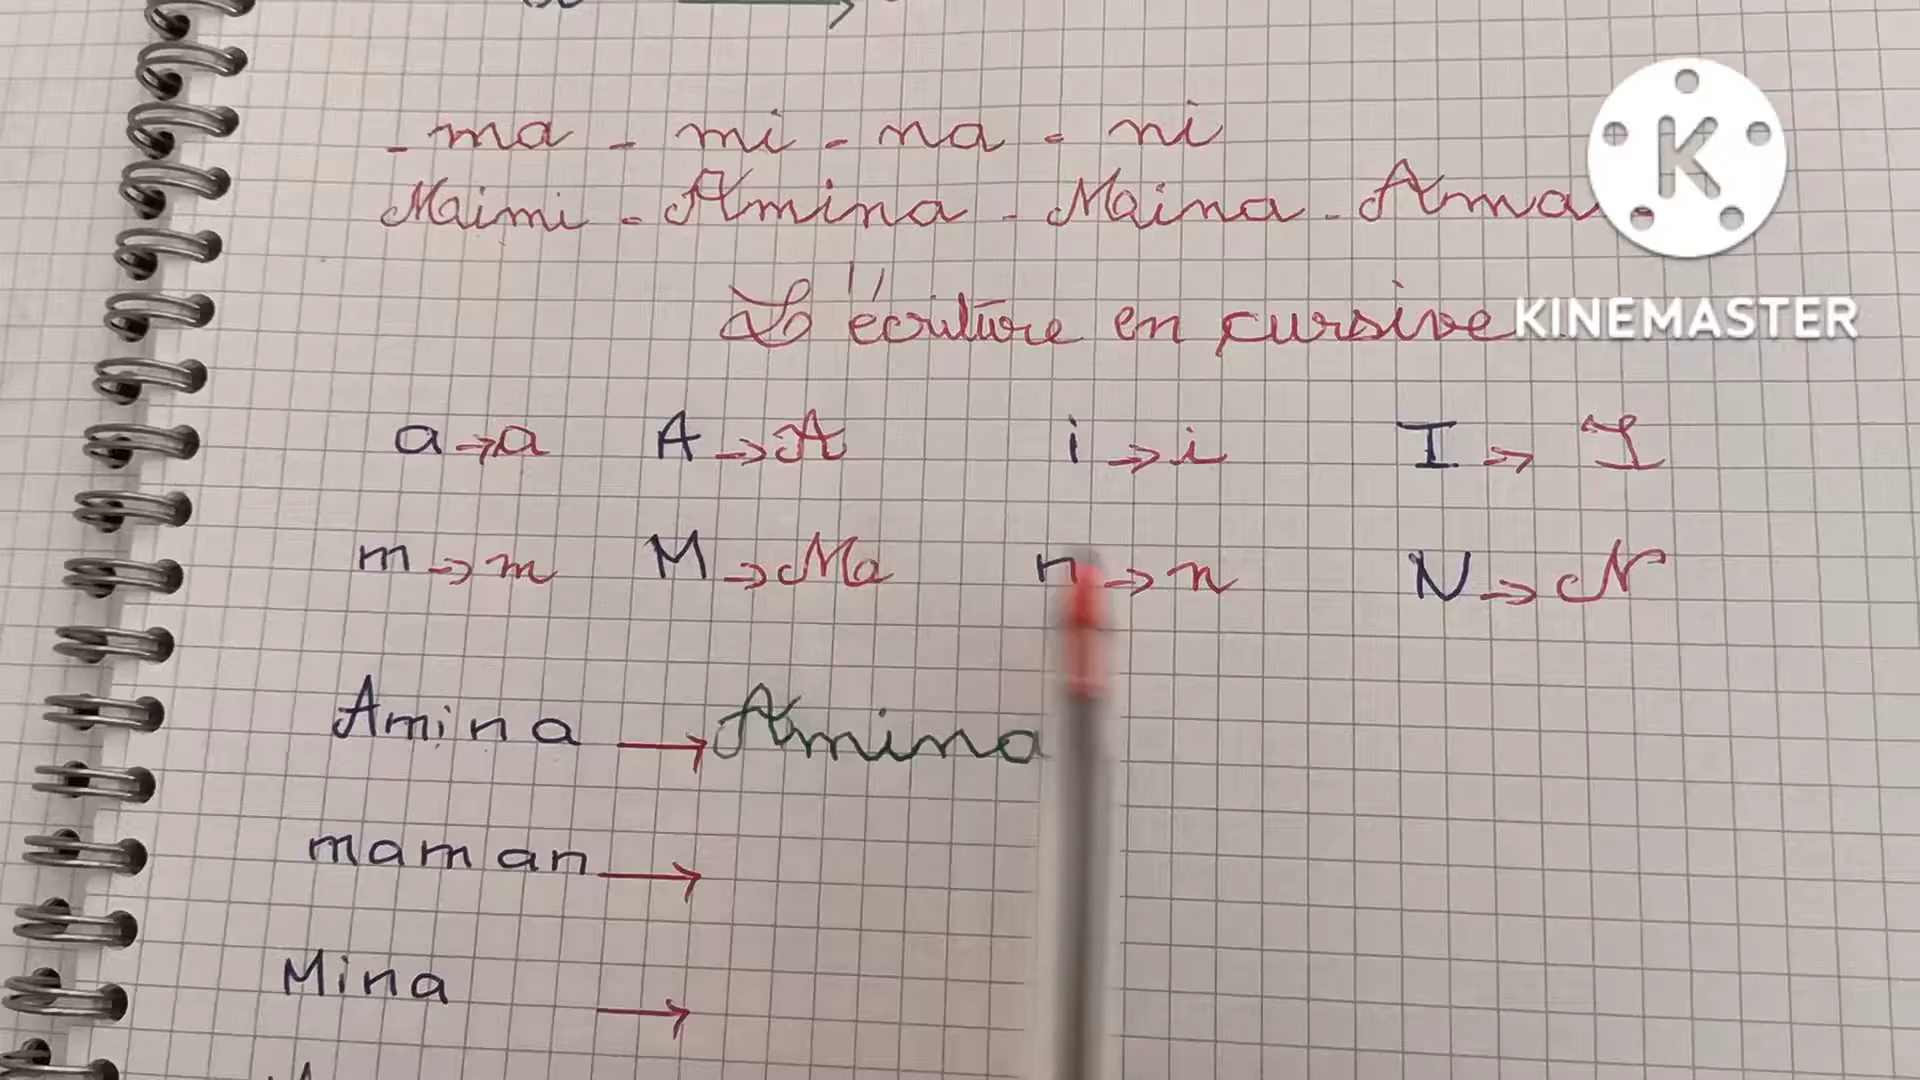 - ma - mi - na - ni
Maimi - Amina - Maina - Ama
L'écriture en cursive
KINEMASTER
a → a A → A i → i I → I
m → m M → Ma n → n N → N
Amina → Amina
maman →
Mina →